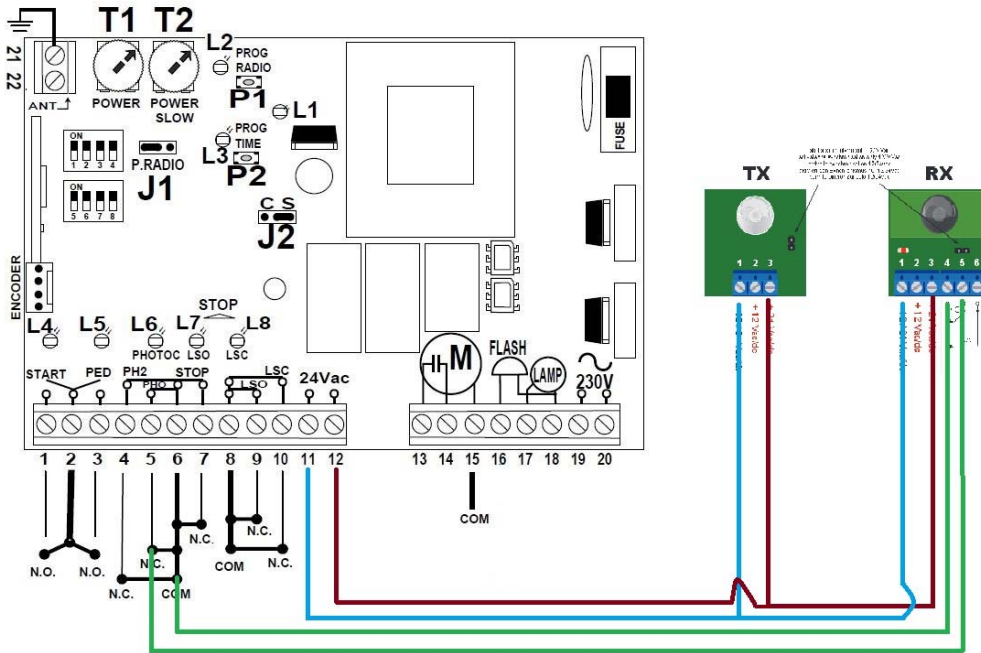 T1 T2
21
22
ANT.
POWER
POWER SLOW
L2
PROG RADIO
P1
L1
PROG TIME
L3
P2
ON
1 2 3 4
P.RADIO
J1
ON
5 6 7 8
C S
J2
FUSE
ENCODER
STOP
L4 L5 L6 L7 L8
PHOTOC LSO LSC
START PED PH2 STOP LSC 24Vac
PHO LSO
M
FLASH
LAMP
230V
1 2 3 4 5 6 7 8 9 10 11 12
13 14 15 16 17 18 19 20
COM
N.O. N.O.
N.C. N.C. N.C.
COM
COM
N.C. N.C.
TX RX
1 2 3
1 2 3 4 5 6
+ 12 Vac/dc
+ 24 Vac/dc
+ 12 Vac/dc